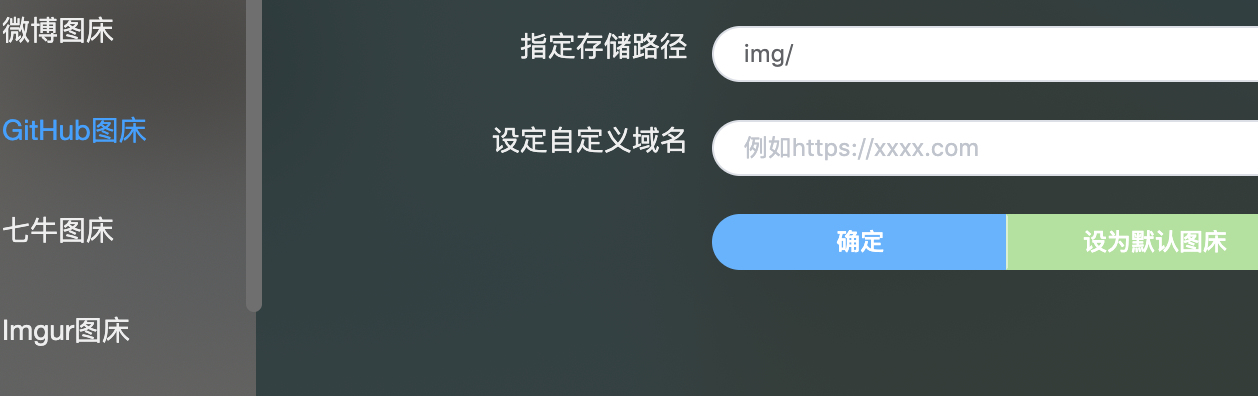 微博图床
GitHub图床
七牛图床
Imgur图床
指定存储路径
img/
设定自定义域名
例如https://xxxx.com
确定
设为默认图床